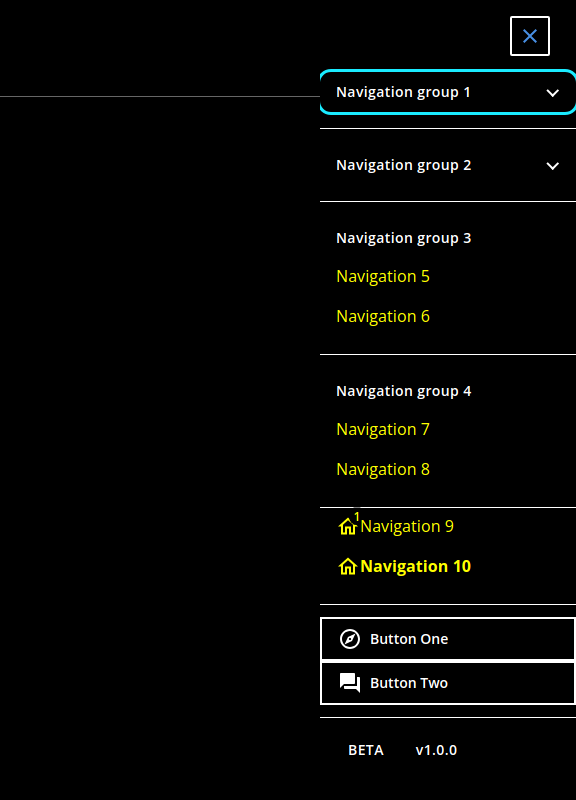 Navigation group 1
Navigation group 2
Navigation group 3
Navigation 5
Navigation 6
Navigation group 4
Navigation 7
Navigation 8
1
Navigation 9
Navigation 10
Button One
Button Two
BETA v1.0.0